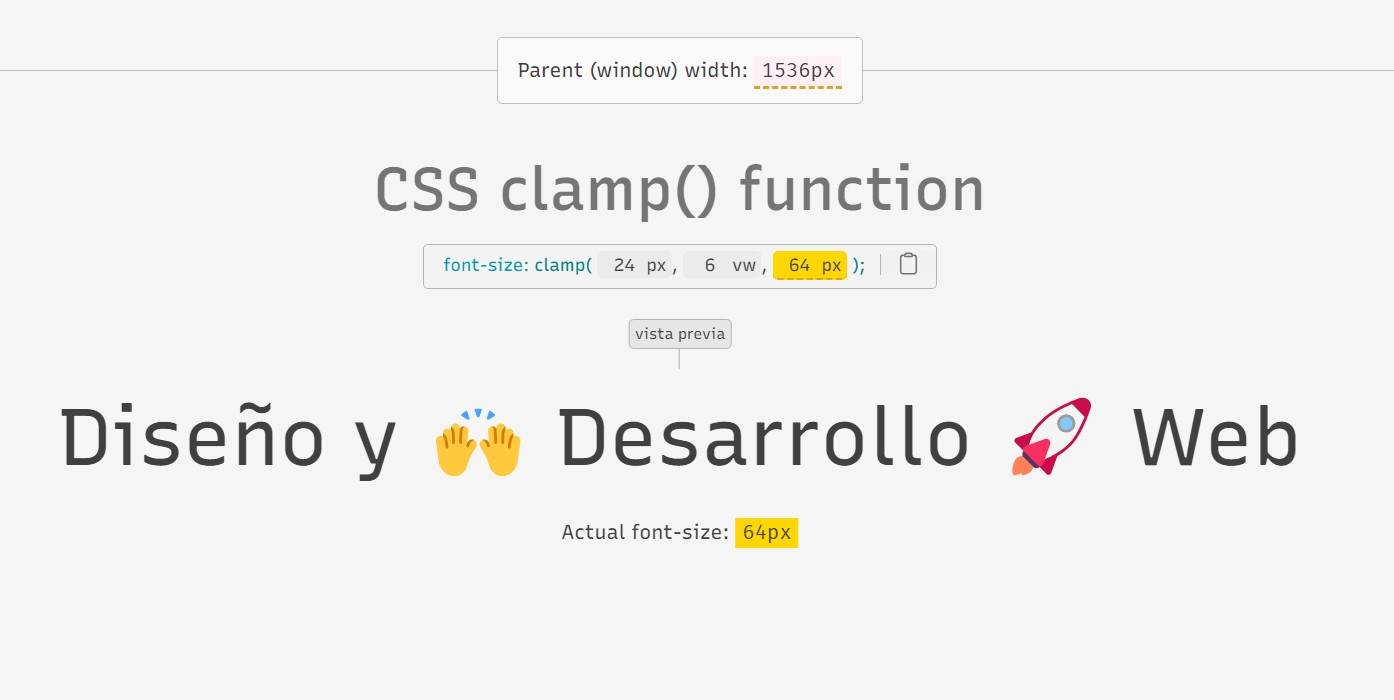 Parent (window) width: 1536px
CSS clamp() function
font-size: clamp( 24 px, 6 vw, 64 px );
vista previa
Diseño y 🙌 Desarrollo 🚀 Web
Actual font-size: 64px